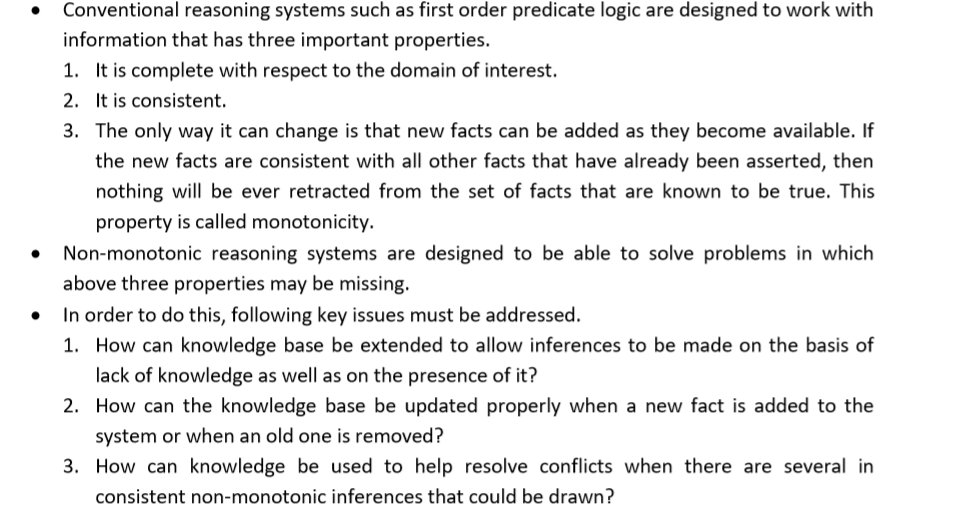 • Conventional reasoning systems such as first order predicate logic are designed to work with
information that has three important properties.
1. It is complete with respect to the domain of interest.
2. It is consistent.
3. The only way it can change is that new facts can be added as they become available. If
the new facts are consistent with all other facts that have already been asserted, then
nothing will be ever retracted from the set of facts that are known to be true. This
property is called monotonicity.
• Non-monotonic reasoning systems are designed to be able to solve problems in which
above three properties may be missing.
• In order to do this, following key issues must be addressed.
1. How can knowledge base be extended to allow inferences to be made on the basis of
lack of knowledge as well as on the presence of it?
2. How can the knowledge base be updated properly when a new fact is added to the
system or when an old one is removed?
3. How can knowledge be used to help resolve conflicts when there are several in
consistent non-monotonic inferences that could be drawn?